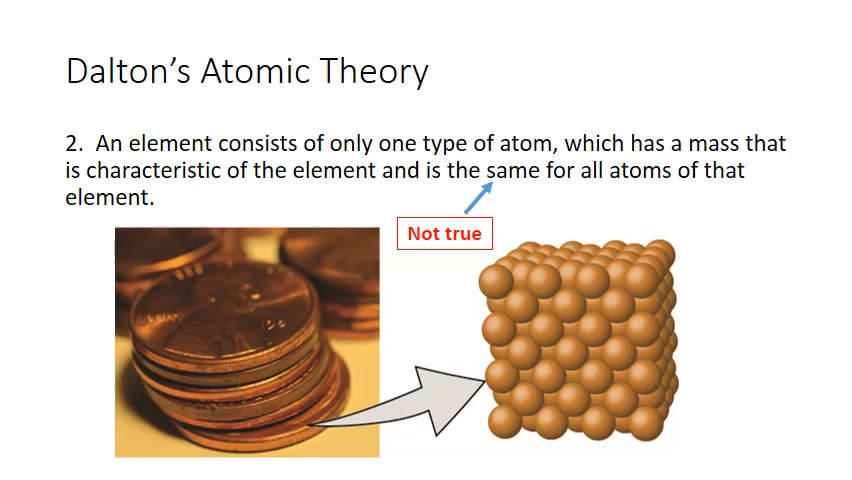 Dalton’s Atomic Theory
2. An element consists of only one type of atom, which has a mass that
is characteristic of the element and is the same for all atoms of that
element.
Not true